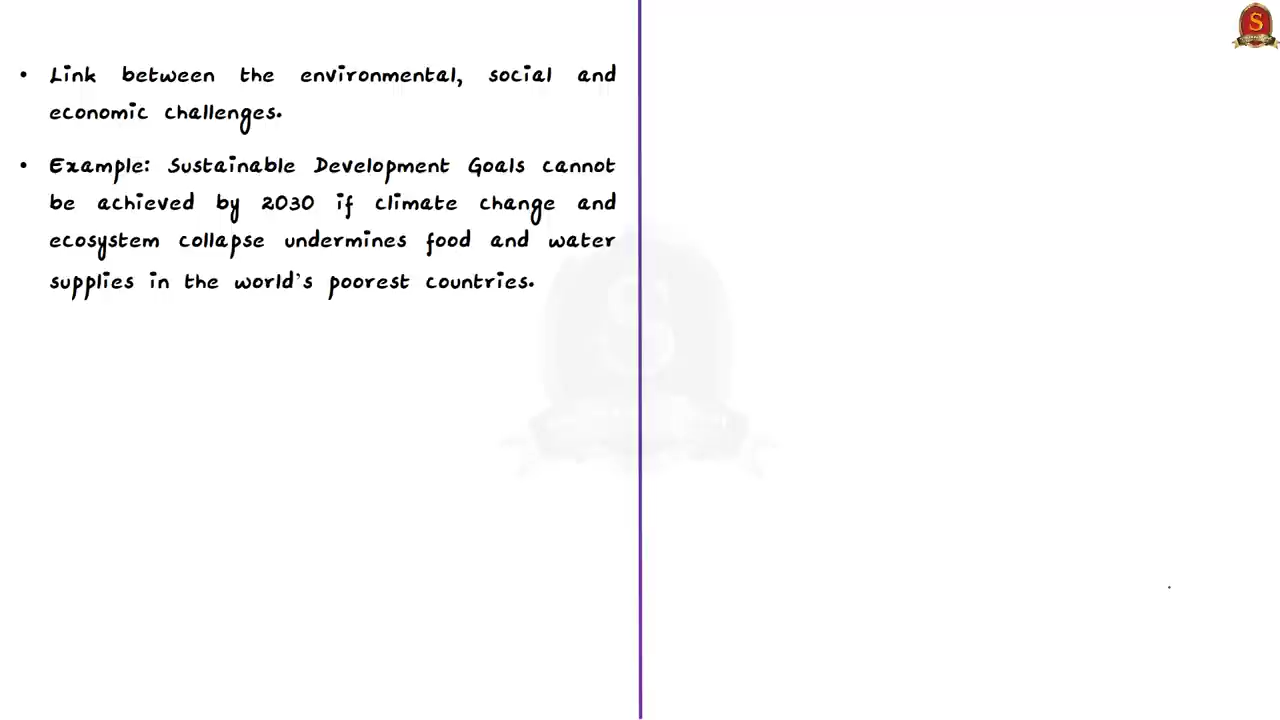 • Link between the environmental, social and
economic challenges.
• Example: Sustainable Development Goals cannot
be achieved by 2030 if climate change and
ecosystem collapse undermines food and water
supplies in the world's poorest countries.
S